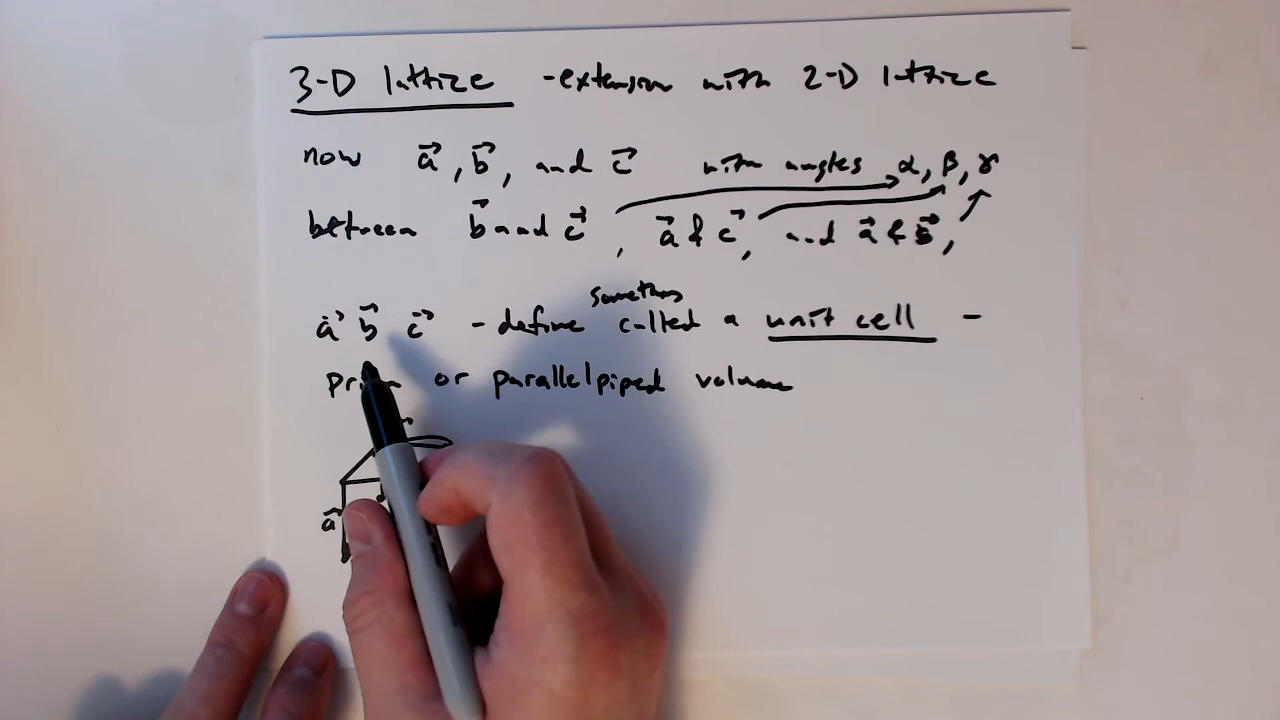 3-D lattice -extension with 2-D lattice
now a⃗, b⃗, and c⃗ with angles α, β, γ
between b⃗ and c⃗, a⃗ & c⃗, and a⃗ & b⃗,
something
a⃗ b⃗ c⃗ - define called a unit cell -
or parallelpiped volume
a⃗